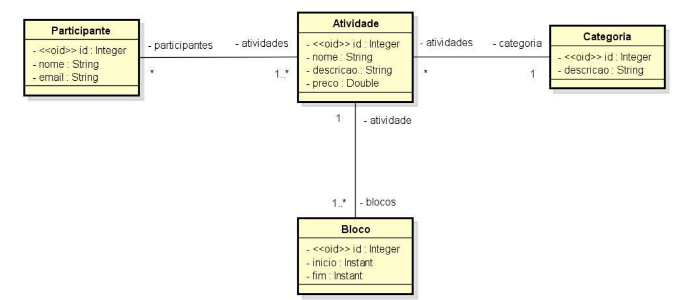 Participante
- <<oid>> id : Integer
- nome : String
- email : String
- participantes
*
- atividades
1..*
Atividade
- <<oid>> id : Integer
- nome : String
- descricao : String
- preco : Double
- atividades
*
- categoria
1
Categoria
- <<oid>> id : Integer
- descricao : String
1
- atividade
1..*
- blocos
Bloco
- <<oid>> id : Integer
- inicio : Instant
- fim : Instant